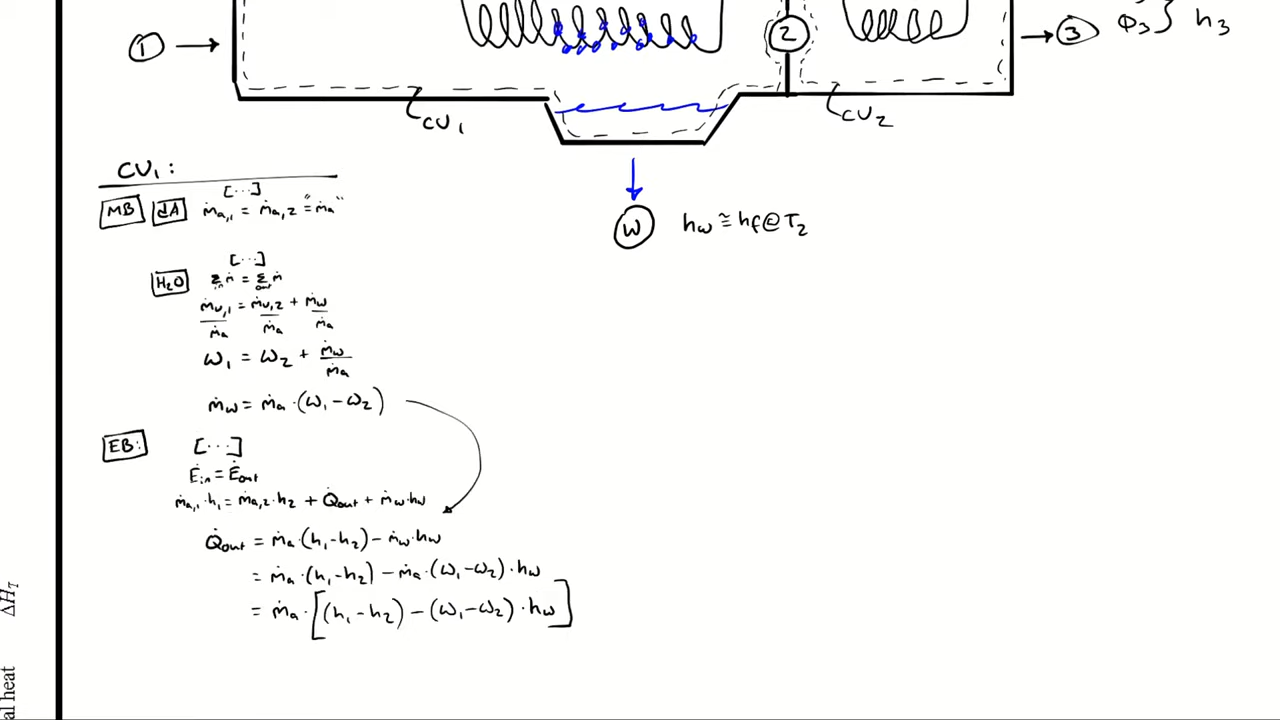 ① → ② → ③ φ₃ } h₃
CV₁
CV₂
ⓦ hw ≅ hf@T₂
CV₁:
MB dA [···]
ṁa,1 = ṁa,2 "= ṁa"
[···]
H₂O Σin ṁ = Σout ṁ
ṁv,1/ṁa = ṁv,2/ṁa + ṁw/ṁa
ω₁ = ω₂ + ṁw/ṁa
ṁw = ṁa·(ω₁-ω₂)
EB: [···]
Ėin = Ėout
ṁa,1·h₁ = ṁa,2·h₂ + Q̇out + ṁw·hw
Q̇out = ṁa·(h₁-h₂) - ṁw·hw
= ṁa·(h₁-h₂) - ṁa·(ω₁-ω₂)·hw
= ṁa·[(h₁-h₂) - (ω₁-ω₂)·hw]
ΔH_T
al heat